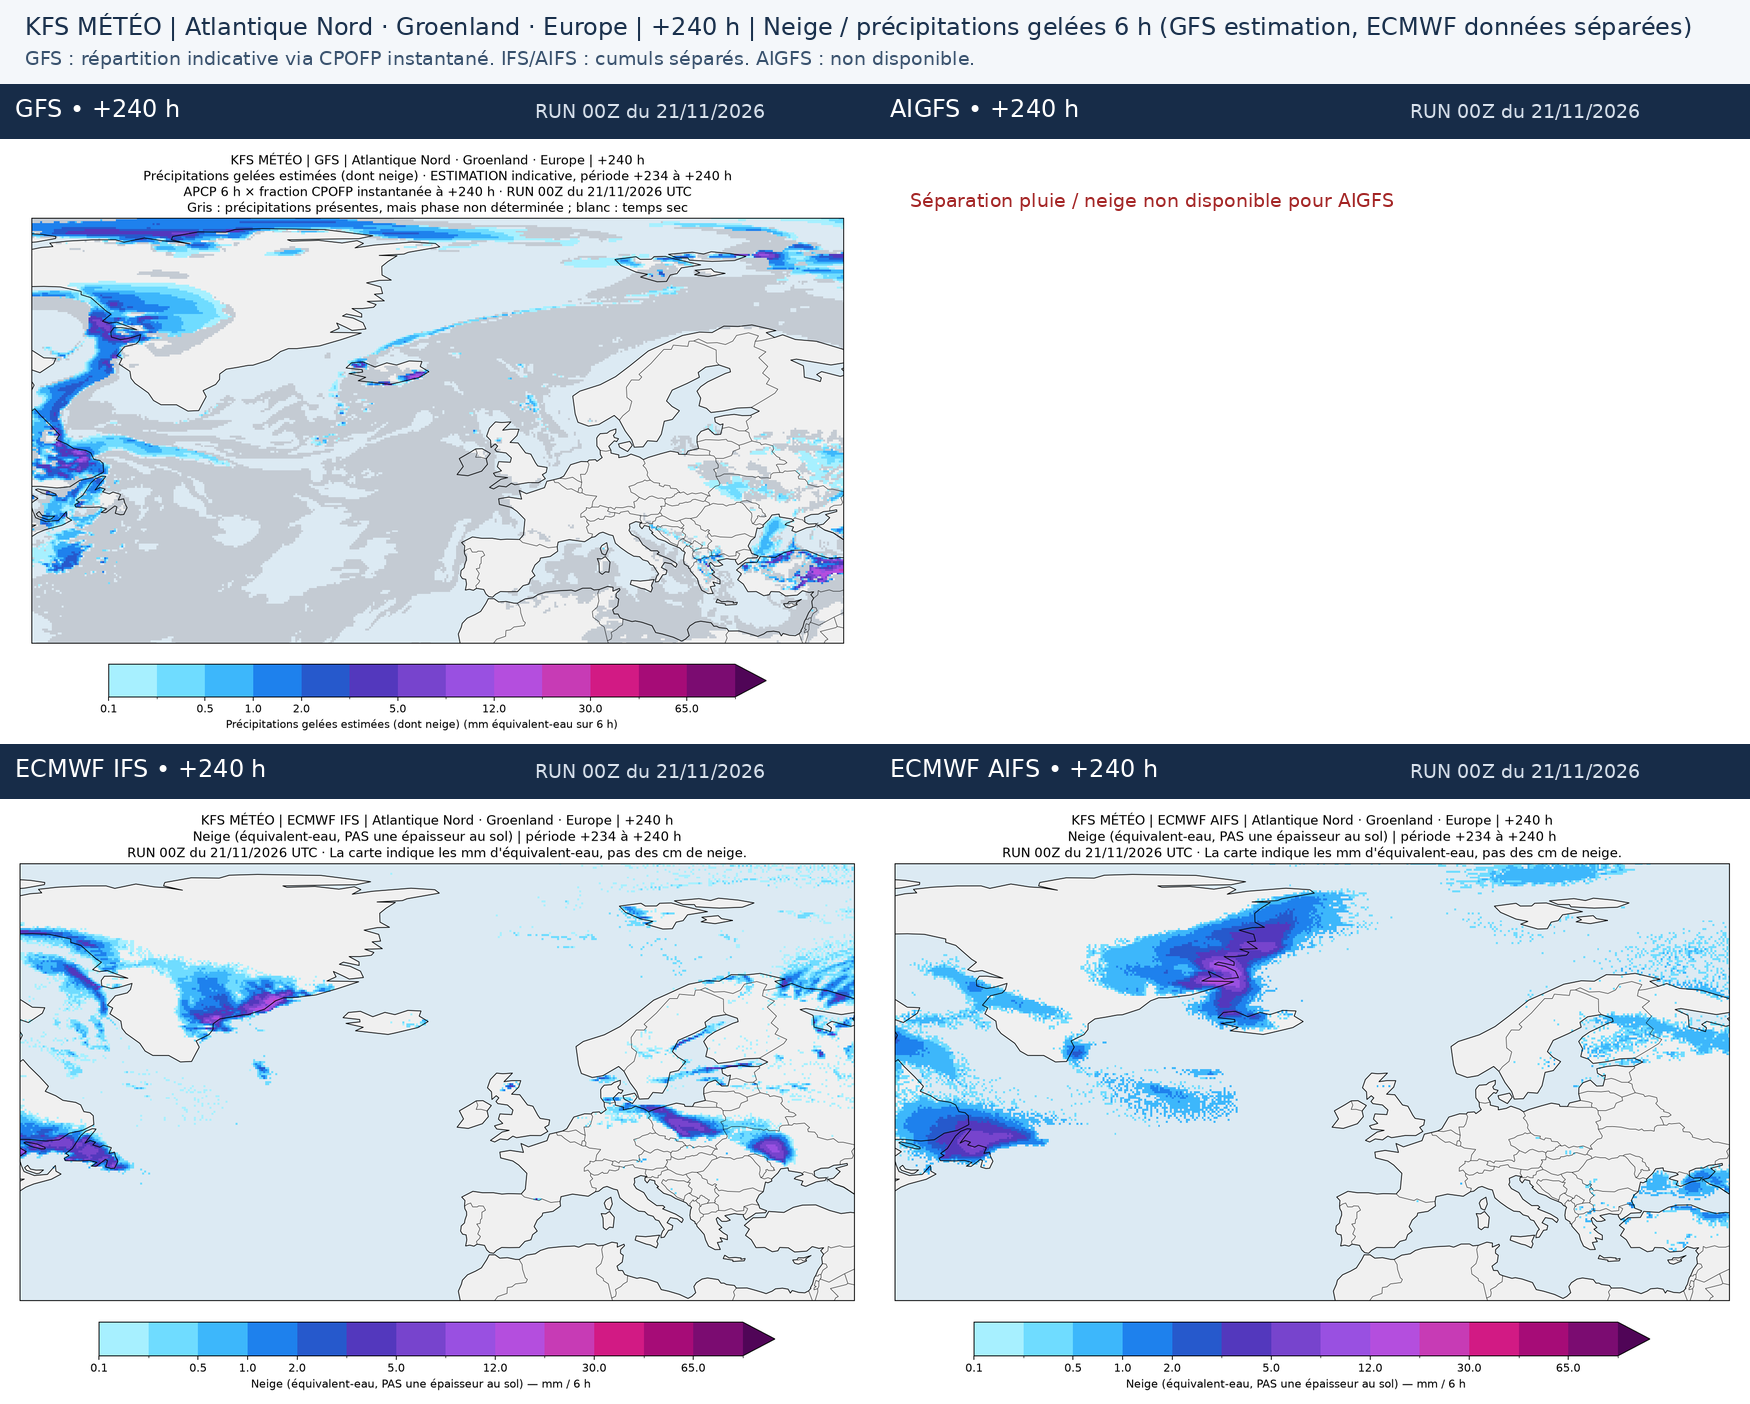 KFS MÉTÉO | Atlantique Nord · Groenland · Europe | +240 h | Neige / précipitations gelées 6 h (GFS estimation, ECMWF données séparées)
GFS : répartition indicative via CPOFP instantané. IFS/AIFS : cumuls séparés. AIGFS : non disponible.
GFS • +240 h
RUN 00Z du 21/11/2026
AIGFS • +240 h
RUN 00Z du 21/11/2026
KFS MÉTÉO | GFS | Atlantique Nord · Groenland · Europe | +240 h
Précipitations gelées estimées (dont neige) · ESTIMATION indicative, période +234 à +240 h
APCP 6 h × fraction CPOFP instantanée à +240 h · RUN 00Z du 21/11/2026 UTC
Gris : précipitations présentes, mais phase non déterminée ; blanc : temps sec
Séparation pluie / neige non disponible pour AIGFS
0.1 0.5 1.0 2.0 5.0 12.0 30.0 65.0
Précipitations gelées estimées (dont neige) (mm équivalent-eau sur 6 h)
ECMWF IFS • +240 h
RUN 00Z du 21/11/2026
ECMWF AIFS • +240 h
RUN 00Z du 21/11/2026
KFS MÉTÉO | ECMWF IFS | Atlantique Nord · Groenland · Europe | +240 h
Neige (équivalent-eau, PAS une épaisseur au sol) | période +234 à +240 h
RUN 00Z du 21/11/2026 UTC · La carte indique les mm d'équivalent-eau, pas des cm de neige.
KFS MÉTÉO | ECMWF AIFS | Atlantique Nord · Groenland · Europe | +240 h
Neige (équivalent-eau, PAS une épaisseur au sol) | période +234 à +240 h
RUN 00Z du 21/11/2026 UTC · La carte indique les mm d'équivalent-eau, pas des cm de neige.
0.1 0.5 1.0 2.0 5.0 12.0 30.0 65.0
Neige (équivalent-eau, PAS une épaisseur au sol) — mm / 6 h
0.1 0.5 1.0 2.0 5.0 12.0 30.0 65.0
Neige (équivalent-eau, PAS une épaisseur au sol) — mm / 6 h